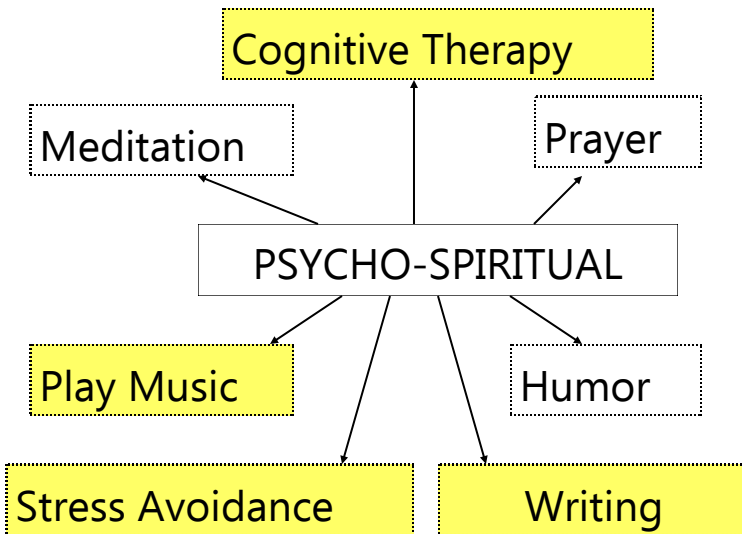 Cognitive Therapy
Meditation
Prayer
PSYCHO-SPIRITUAL
Play Music
Humor
Stress Avoidance
Writing